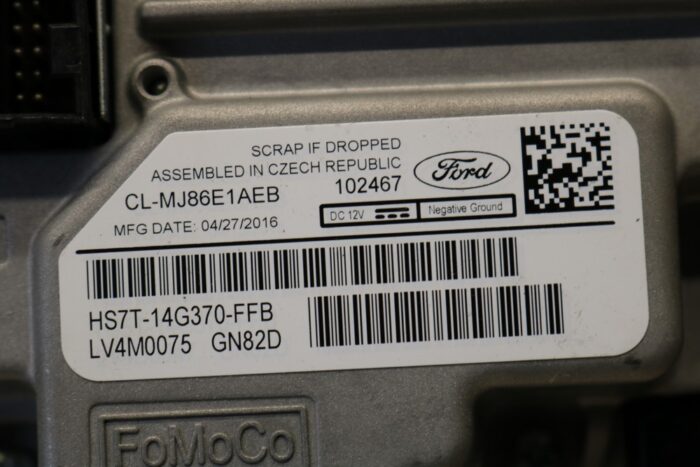 SCRAP IF DROPPED
ASSEMBLED IN CZECH REPUBLIC
CL-MJ86E1AEB 102467
Ford
MFG DATE: 04/27/2016
DC 12V Negative Ground
HS7T-14G370-FFB
LV4M0075 GN82D
FoMoCo